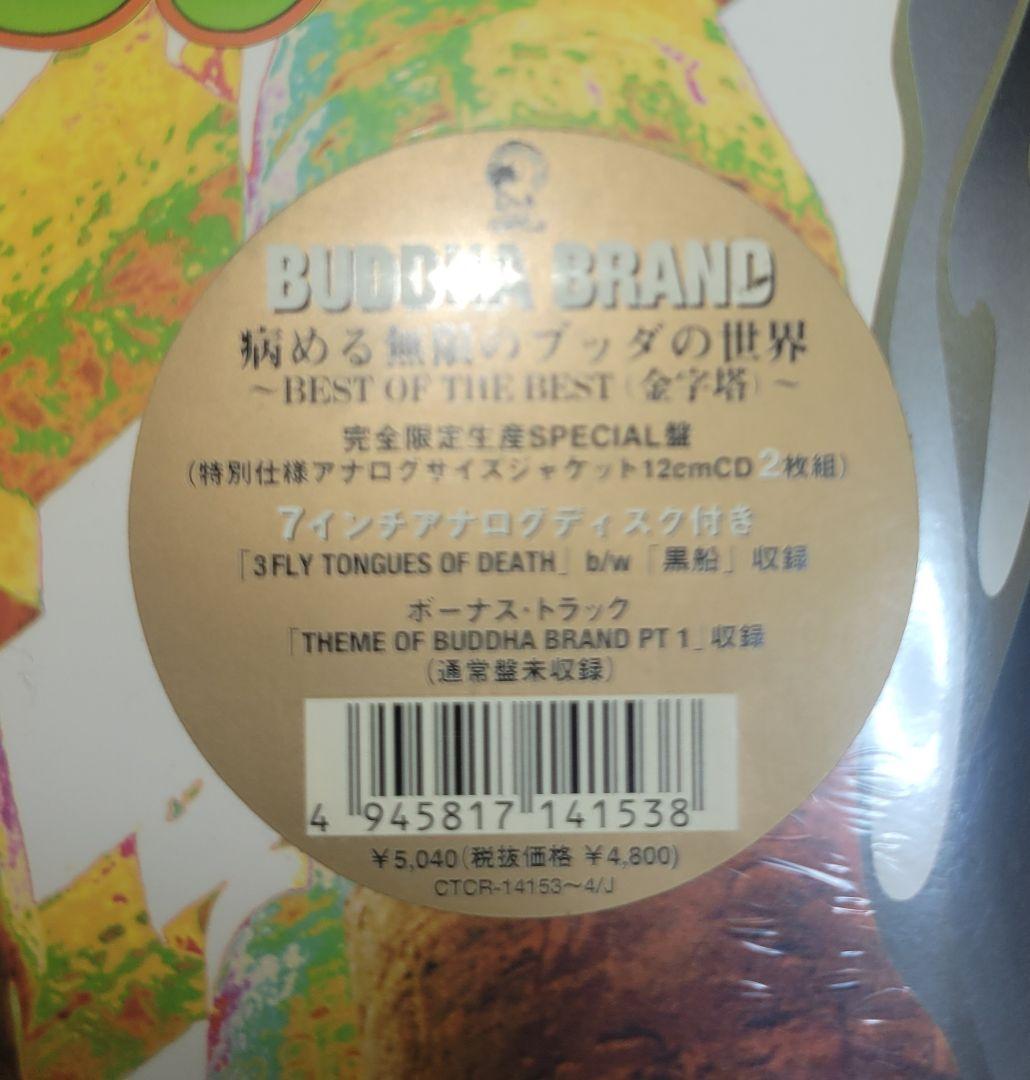 BUDDHA BRAND
病める無限のブッダの世界
～BEST OF THE BEST（金字塔）～
完全限定生産SPECIAL盤
（特別仕様アナログサイズジャケット12cmCD2枚組）
7インチアナログディスク付き
「3 FLY TONGUES OF DEATH」 b/w 「黒船」収録
ボーナス・トラック
「THEME OF BUDDHA BRAND PT 1」収録
（通常盤未収録）
4 945817 141538
¥5,040（税抜価格 ¥4,800）
CTCR-14153～4/J